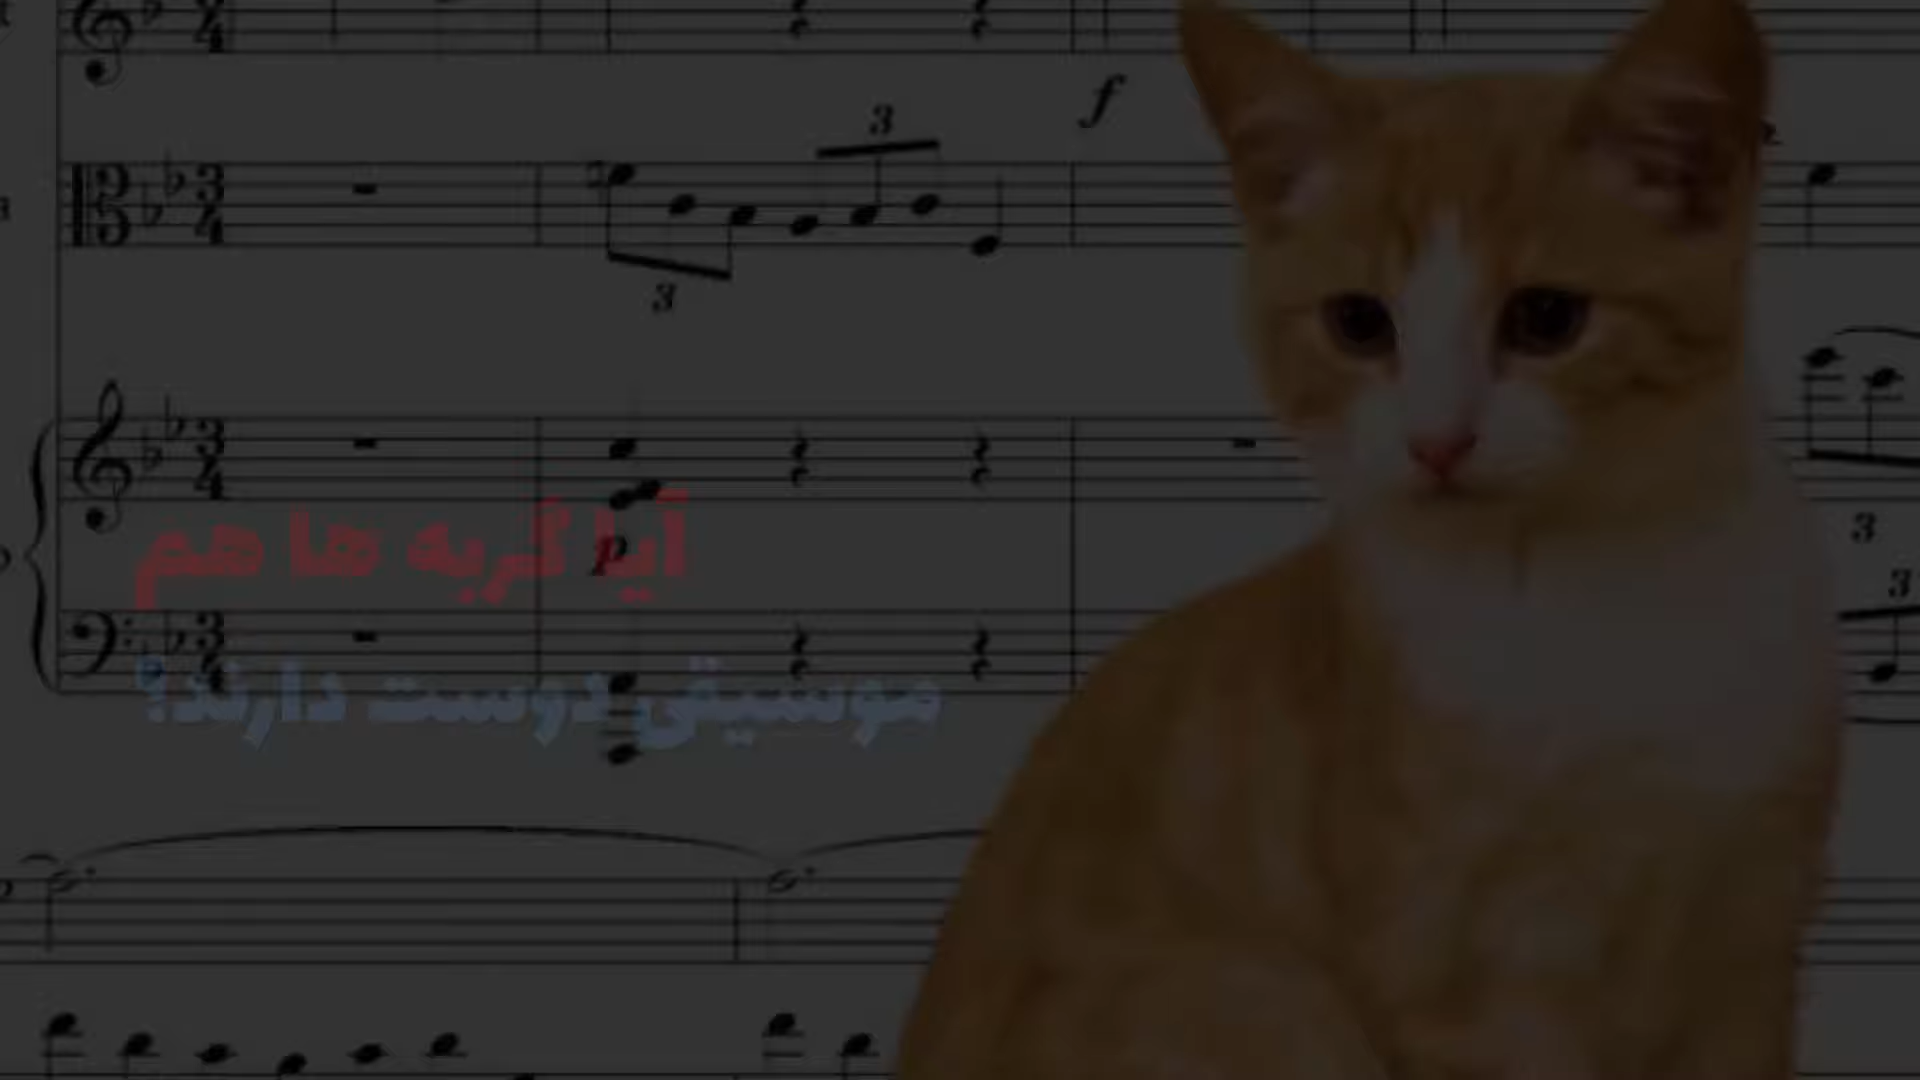 آیا گربه ها هم
موسیقی دوست دارند؟!